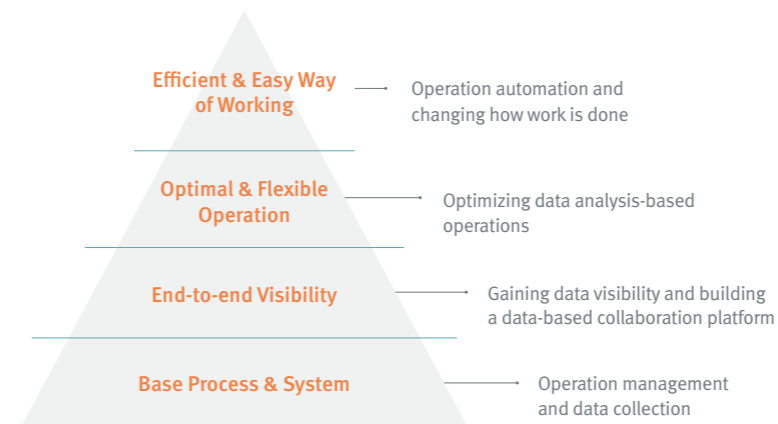 Efficient & Easy Way
of Working
Operation automation and
changing how work is done
Optimal & Flexible
Operation
Optimizing data analysis-based
operations
End-to-end Visibility
Gaining data visibility and building
a data-based collaboration platform
Base Process & System
Operation management
and data collection